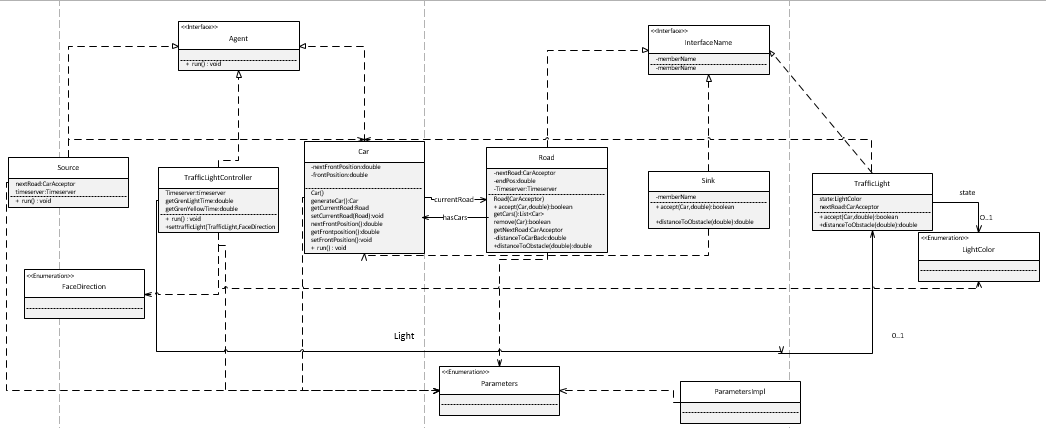 <<Interface>>
Agent
+ run() : void
<<Interface>>
InterfaceName
-memberName
-memberName
Source
nextRoad:CarAcceptor
timeserver:Timeserver
+ run() : void
TrafficLightController
Timerserver:timeserver
getGrenLightTime:double
getGrenYellowTime:double
+ run() : void
+settrafficLight(TrafficLight,FaceDirection
Car
-nextFrontPosition:double
-frontPosition:double
Car()
generateCar():Car
getCurrentRoad:Road
setCurrentRoad(Road):void
nextFrontPosition():double
getFronposition():double
setFrontPosition():void
+ run() : void
currentRoad
hasCars
Road
-nextRoad:CarAcceptor
-endPos:double
-Timeserver:Timeserver
Road(CarAcceptor)
+accept(Car,double):boolean
getCars():List<Car>
remove(Car):boolean
getNextRoad:CarAcceptor
-distanceToCarBack:double
+distanceToObstacle(double):double
Sink
-memberName
+accept(Car,double):boolean
+distanceToObstacle(double):double
TrafficLight
state:LightColor
nextRoad:CarAcceptor
+accept(Car,double):boolean
+distanceToObstacle(double):double
state
0..1
<<Enumeration>>
LightColor
<<Enumeration>>
FaceDirection
Light
0..1
<<Enumeration>>
Parameters
ParametersImpl